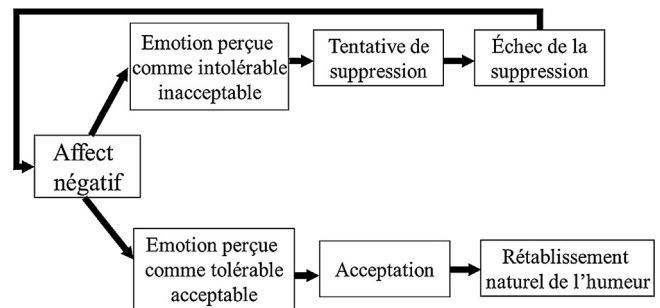 Emotion perçue
comme intolérable
inacceptable
Tentative de
suppression
Échec de la
suppression
Affect
négatif
Emotion perçue
comme tolérable
acceptable
Acceptation
Rétablissement
naturel de l’humeur